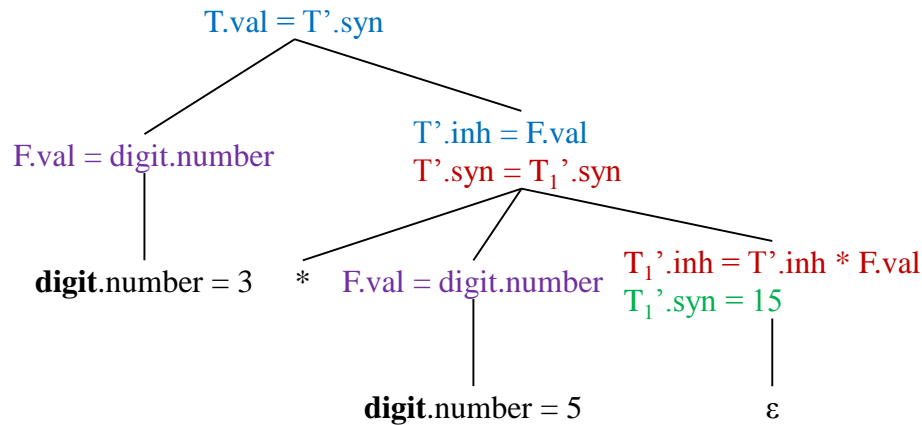 T.val = T’.syn
F.val = digit.number
T’.inh = F.val
T’.syn = T₁’.syn
digit.number = 3
*
F.val = digit.number
T₁’.inh = T’.inh * F.val
T₁’.syn = 15
digit.number = 5
ε